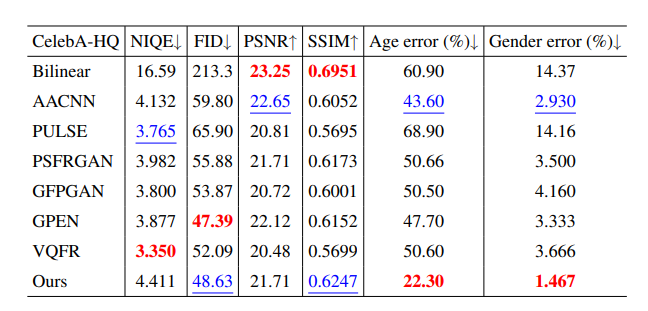 CelebA-HQ NIQE↓ FID↓ PSNR↑ SSIM↑ Age error (%)↓ Gender error (%)↓
Bilinear 16.59 213.3 23.25 0.6951 60.90 14.37
AACNN 4.132 59.80 22.65 0.6052 43.60 2.930
PULSE 3.765 65.90 20.81 0.5695 68.90 14.16
PSFRGAN 3.982 55.88 21.71 0.6173 50.66 3.500
GFPGAN 3.800 53.87 20.72 0.6001 50.50 4.160
GPEN 3.877 47.39 22.12 0.6152 47.70 3.333
VQFR 3.350 52.09 20.48 0.5699 50.60 3.666
Ours 4.411 48.63 21.71 0.6247 22.30 1.467